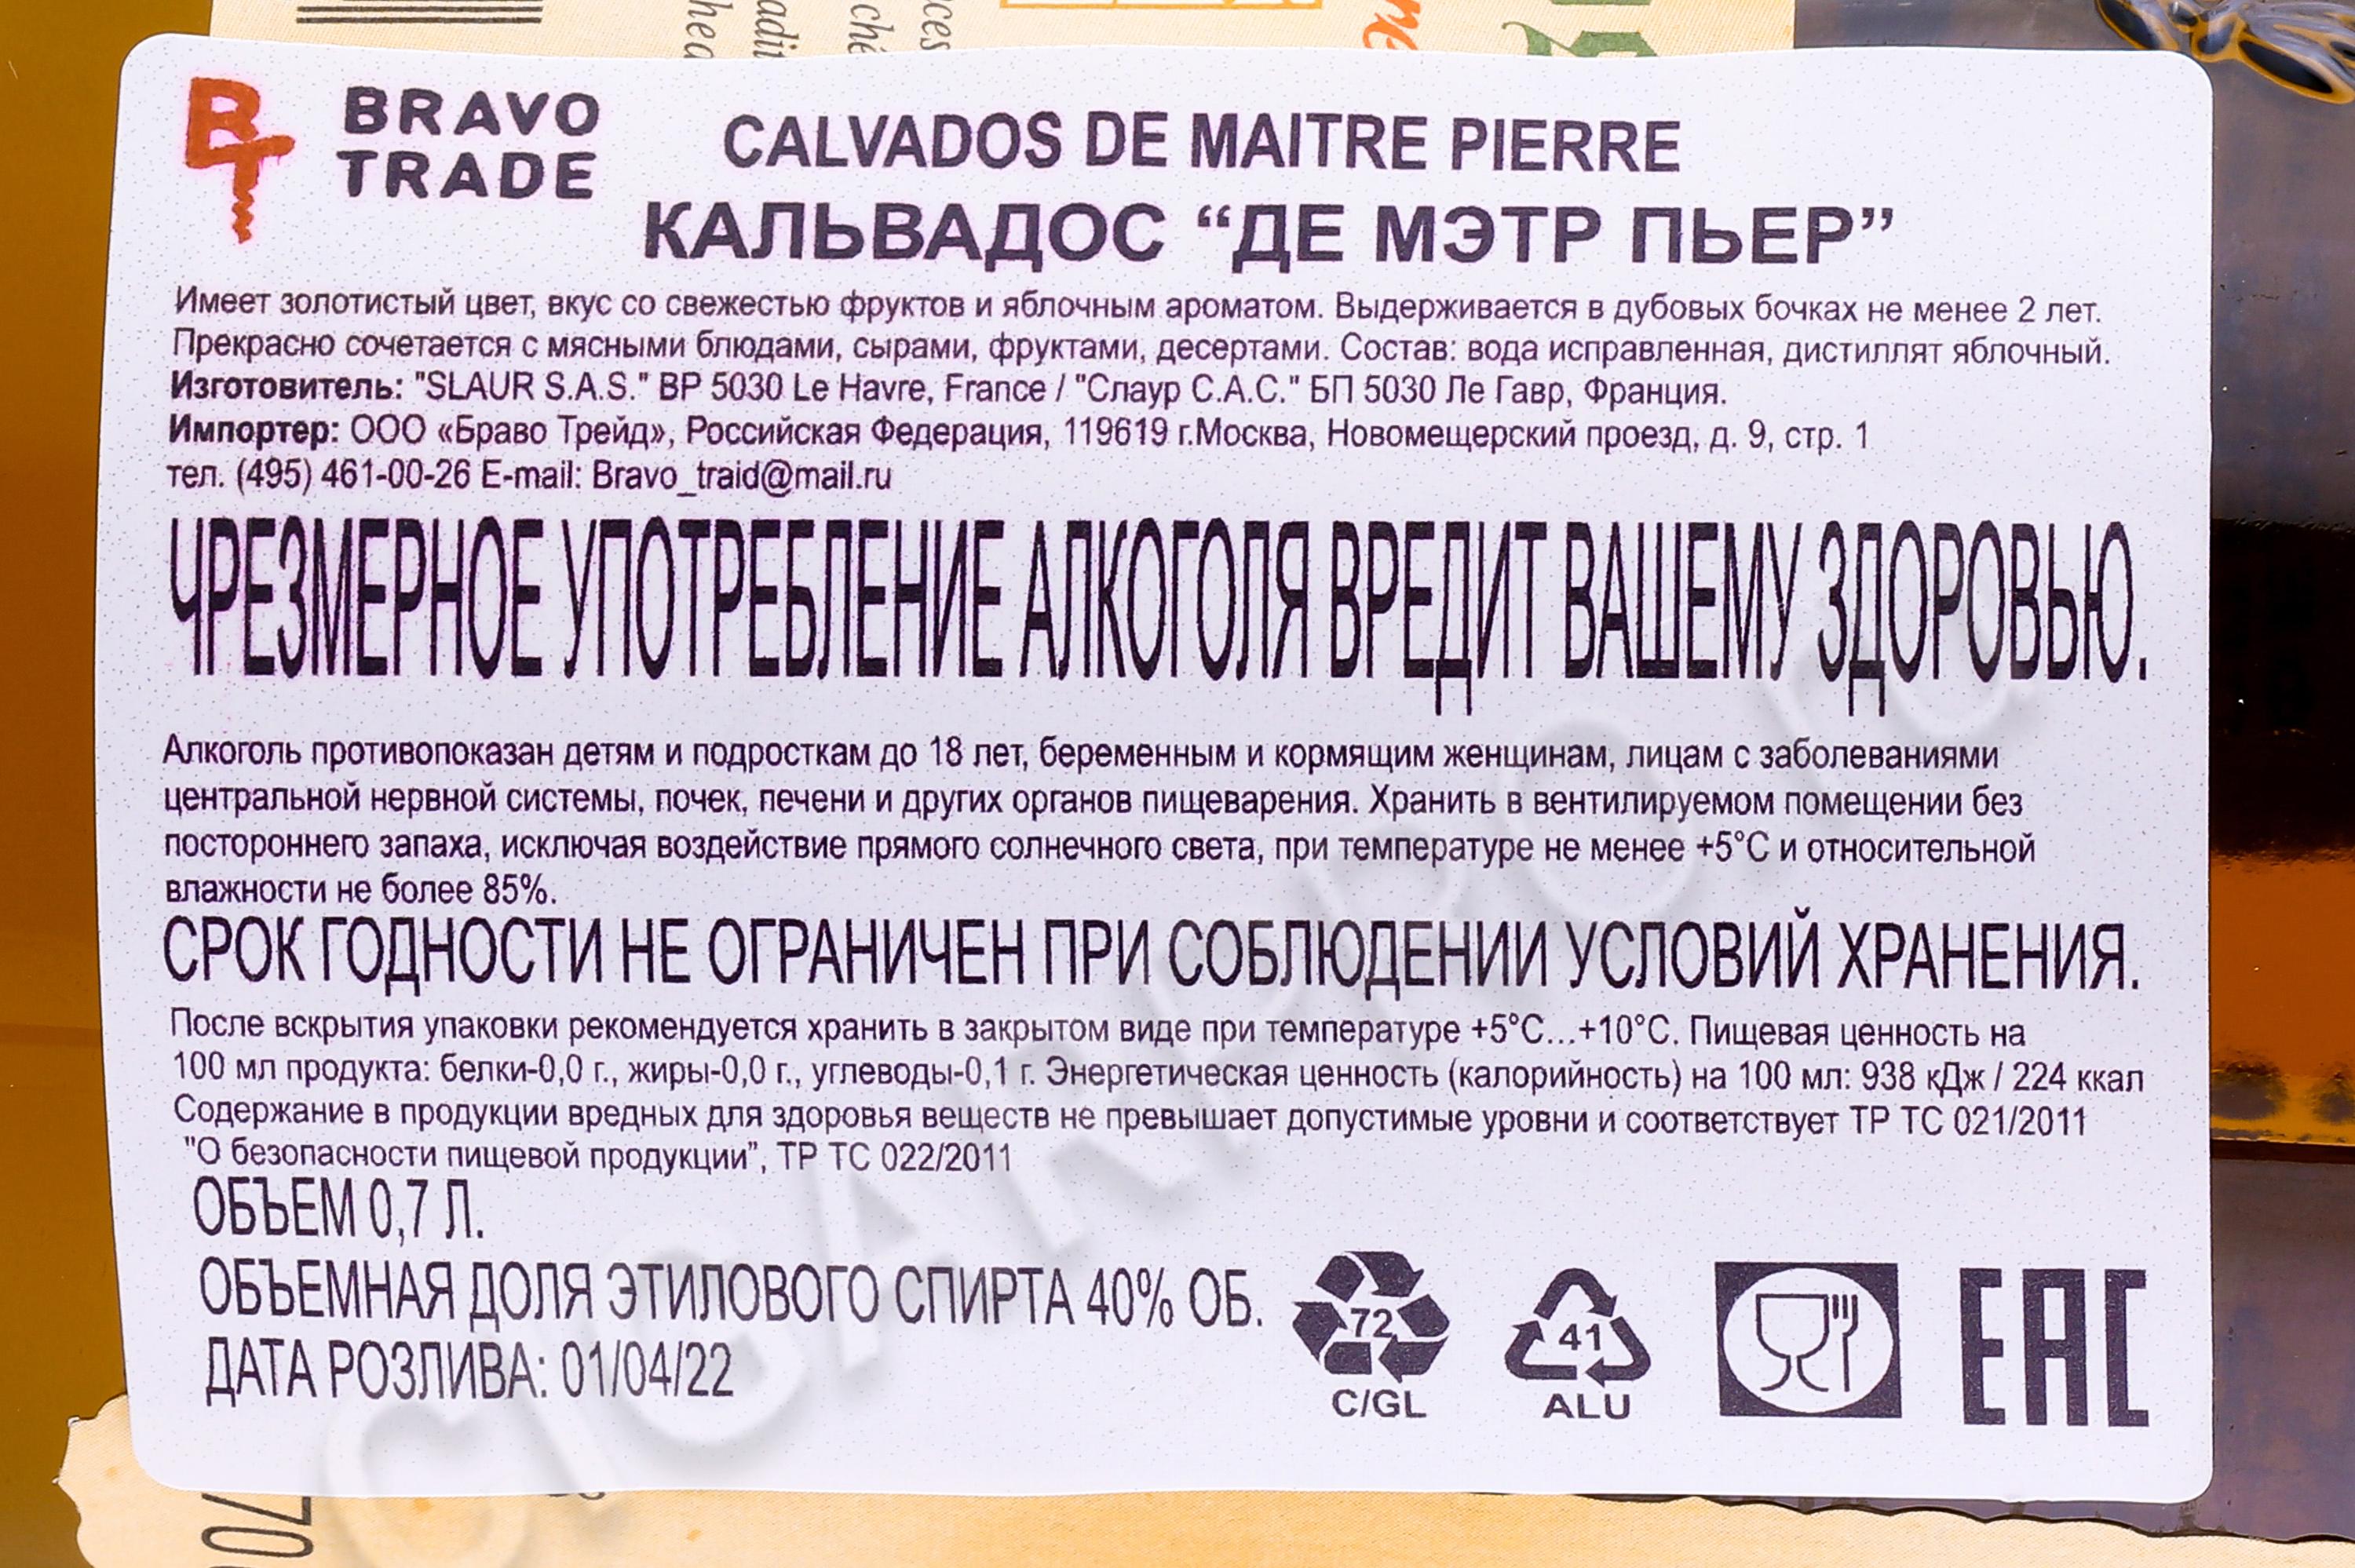 BRAVO
TRADE
CALVADOS DE MAITRE PIERRE
КАЛЬВАДОС “ДЕ МЭТР ПЬЕР”
Имеет золотистый цвет, вкус со свежестью фруктов и яблочным ароматом. Выдерживается в дубовых бочках не менее 2 лет.
Прекрасно сочетается с мясными блюдами, сырами, фруктами, десертами. Состав: вода исправленная, дистиллят яблочный.
Изготовитель: "SLAUR S.A.S." BP 5030 Le Havre, France / "Слаур С.А.С." БП 5030 Ле Гавр, Франция.
Импортер: ООО «Браво Трейд», Российская Федерация, 119619 г.Москва, Новомещерский проезд, д. 9, стр. 1
тел. (495) 461-00-26 E-mail: Bravo_traid@mail.ru
ЧРЕЗМЕРНОЕ УПОТРЕБЛЕНИЕ АЛКОГОЛЯ ВРЕДИТ ВАШЕМУ ЗДОРОВЬЮ.
Алкоголь противопоказан детям и подросткам до 18 лет, беременным и кормящим женщинам, лицам с заболеваниями
центральной нервной системы, почек, печени и других органов пищеварения. Хранить в вентилируемом помещении без
постороннего запаха, исключая воздействие прямого солнечного света, при температуре не менее +5°С и относительной
влажности не более 85%.
СРОК ГОДНОСТИ НЕ ОГРАНИЧЕН ПРИ СОБЛЮДЕНИИ УСЛОВИЙ ХРАНЕНИЯ.
После вскрытия упаковки рекомендуется хранить в закрытом виде при температуре +5°С...+10°С. Пищевая ценность на
100 мл продукта: белки-0,0 г., жиры-0,0 г., углеводы-0,1 г. Энергетическая ценность (калорийность) на 100 мл: 938 кДж / 224 ккал
Содержание в продукции вредных для здоровья веществ не превышает допустимые уровни и соответствует ТР ТС 021/2011
"О безопасности пищевой продукции", ТР ТС 022/2011
ОБЪЕМ 0,7 Л.
ОБЪЕМНАЯ ДОЛЯ ЭТИЛОВОГО СПИРТА 40% ОБ.
ДАТА РОЗЛИВА: 01/04/22
72
C/GL
41
ALU
EAC
CIGARPRO.ru